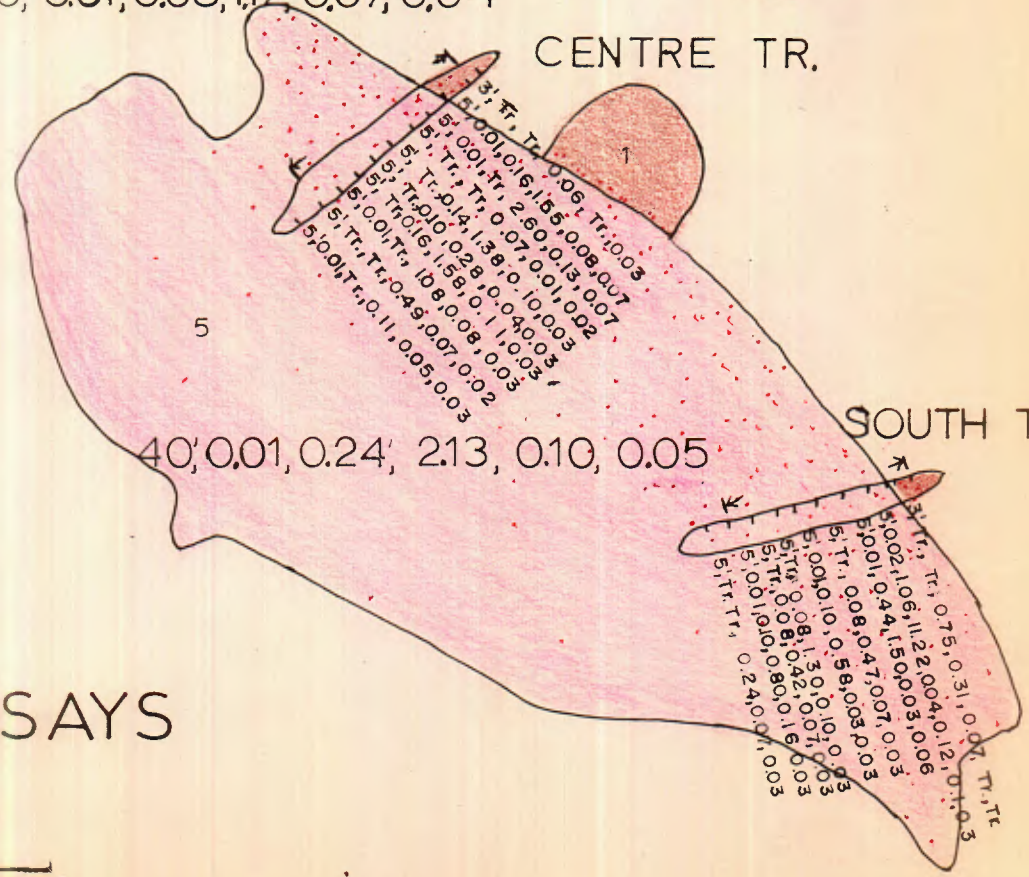 CENTRE TR.
1
3', Tr., Tr., 0.06, Tr., 0.03
5', 0.01, 0.16, 1.55, 0.08, 0.07
5', 0.01, Tr., 2.60, 0.13, 0.07
5', Tr., Tr., 0.07, 0.01, 0.02
5', Tr., 0.14, 1.38, 0.10, 0.03
5', Tr., 0.10, 0.28, 0.04, 0.03
5', Tr., 0.16, 1.58, 0.11, 0.03
5', 0.01, Tr., 1.08, 0.08, 0.03
5', Tr., Tr., 0.49, 0.07, 0.02
5', 0.01, Tr., 0.11, 0.05, 0.03
5
40', 0.01, 0.24', 2.13, 0.10, 0.05
SOUTH T
3', Tr., Tr., 0.75, 0.31, 0.07, Tr., Tr.
5', 0.02, 1.06, 11.22, 0.04, 0.12, 0.1, 0.3
5', 0.01, 0.44, 1.50, 0.03, 0.06
5', Tr., 0.08, 0.47, 0.07, 0.03
5, 0.01, 0.10, 0.58, 0.03, 0.03
5', Tr., 0.08, 1.30, 0.10, 0.03
5', Tr., 0.08, 0.42, 0.07, 0.03
5', 0.01, 0.10, 0.80, 0.16, 0.03
5', Tr., Tr., 0.24, 0.07, 0.03
SAYS